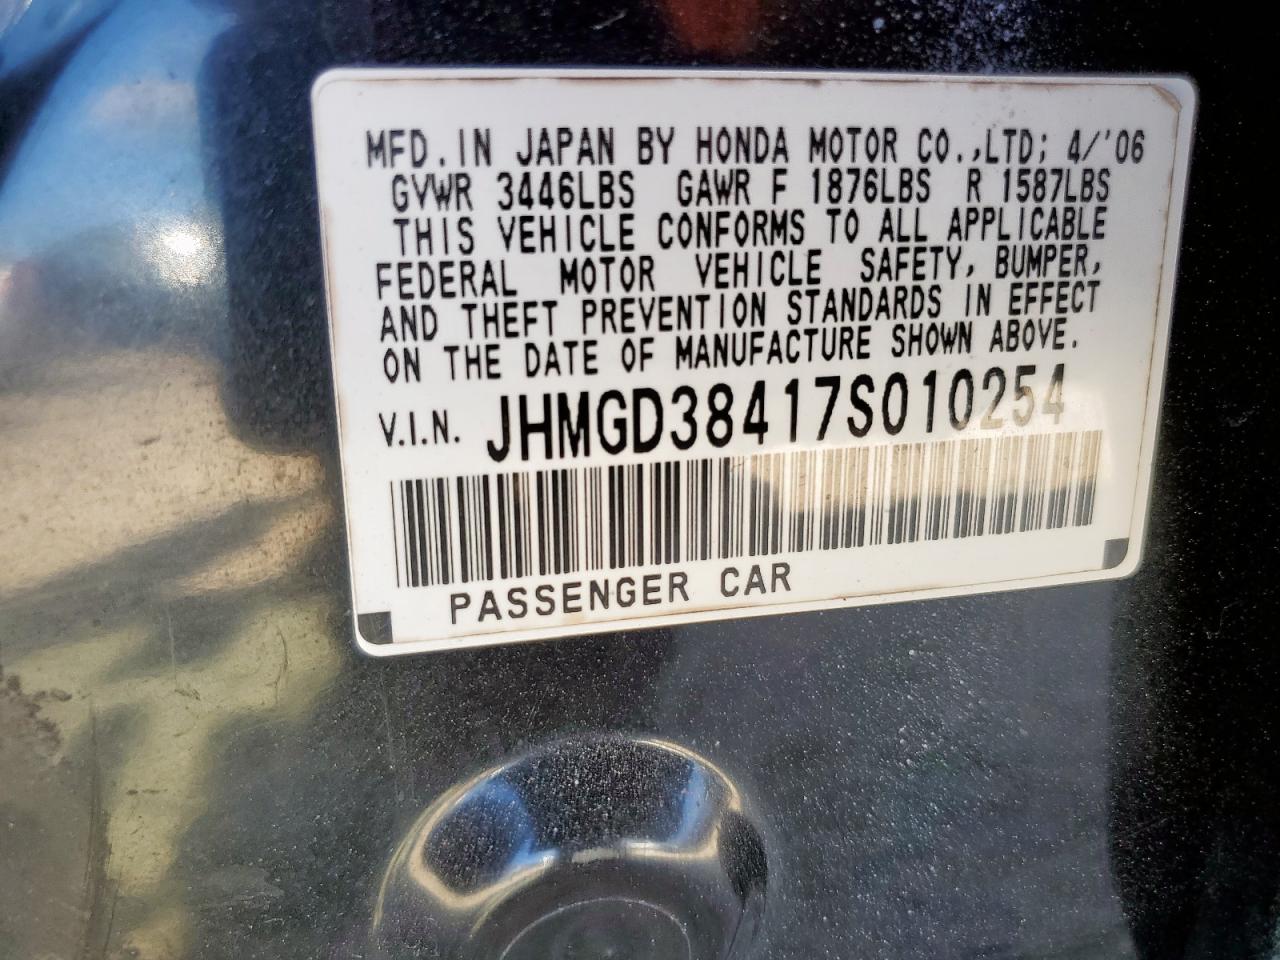 MFD. IN JAPAN BY HONDA MOTOR CO.,LTD; 4/'06
GVWR 3446LBS GAWR F 1876LBS R 1587LBS
THIS VEHICLE CONFORMS TO ALL APPLICABLE
FEDERAL MOTOR VEHICLE SAFETY, BUMPER,
AND THEFT PREVENTION STANDARDS IN EFFECT
ON THE DATE OF MANUFACTURE SHOWN ABOVE.
V.I.N. JHMGD38417S010254
PASSENGER CAR